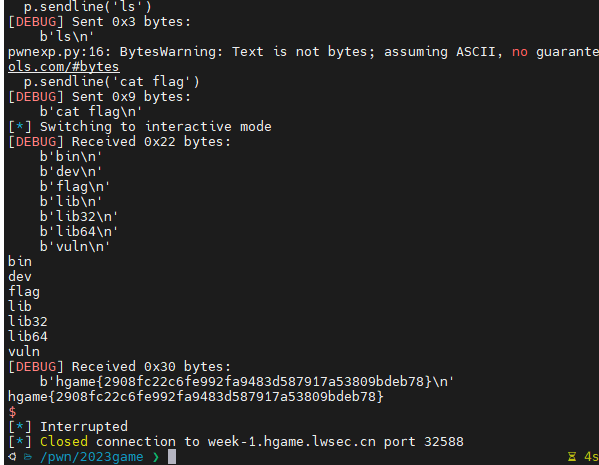 p.sendline('ls')
[DEBUG] Sent 0x3 bytes:
b'ls\n'
pwnexp.py:16: BytesWarning: Text is not bytes; assuming ASCII, no guarante
ols.com/#bytes
p.sendline('cat flag')
[DEBUG] Sent 0x9 bytes:
b'cat flag\n'
[*] Switching to interactive mode
[DEBUG] Received 0x22 bytes:
b'bin\n'
b'dev\n'
b'flag\n'
b'lib\n'
b'lib32\n'
b'lib64\n'
b'vuln\n'
bin
dev
flag
lib
lib32
lib64
vuln
[DEBUG] Received 0x30 bytes:
b'hgame{2908fc22c6fe992fa9483d587917a53809bdeb78}\n'
hgame{2908fc22c6fe992fa9483d587917a53809bdeb78}
$
[*] Interrupted
[*] Closed connection to week-1.hgame.lwsec.cn port 32588
/pwn/2023game ❯ 4s